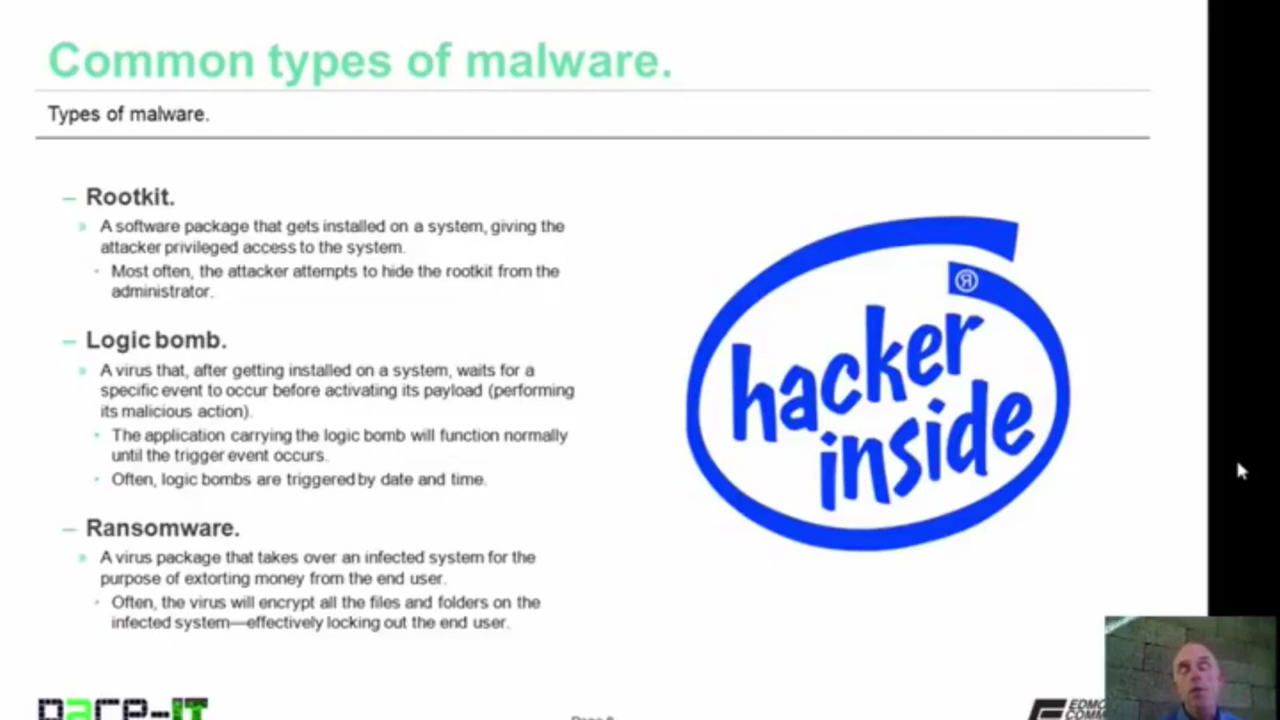 Common types of malware.
Types of malware.
– Rootkit.
» A software package that gets installed on a system, giving the
attacker privileged access to the system.
• Most often, the attacker attempts to hide the rootkit from the
administrator.
– Logic bomb.
» A virus that, after getting installed on a system, waits for a
specific event to occur before activating its payload (performing
its malicious action).
• The application carrying the logic bomb will function normally
until the trigger event occurs.
• Often, logic bombs are triggered by date and time.
– Ransomware.
» A virus package that takes over an infected system for the
purpose of extorting money from the end user.
• Often, the virus will encrypt all the files and folders on the
infected system—effectively locking out the end user.
®
hacker
inside
pace-IT